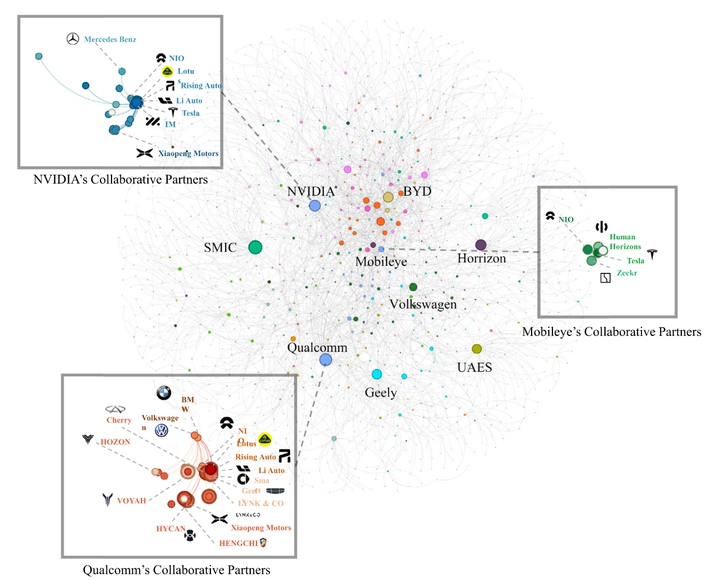 Mercedes Benz
NIO
Lotu
Rising Auto
Li Auto
Tesla
IM
Xiaopeng Motors
NVIDIA's Collaborative Partners
NVIDIA
BYD
SMIC
Mobileye
Horrizon
Volkswagen
Qualcomm
UAES
Geely
NIO
Human
Horizons
Tesla
Zeekr
Mobileye's Collaborative Partners
BM
W
Cherry
Volkswage
n
NI
O
Lotus
HOZON
Rising Auto
Li Auto
Sma
VOYAH
LYNK & CO
LYNK&CO
HYCAN
Xiaopeng Motors
HENGCHI
Qualcomm's Collaborative Partners